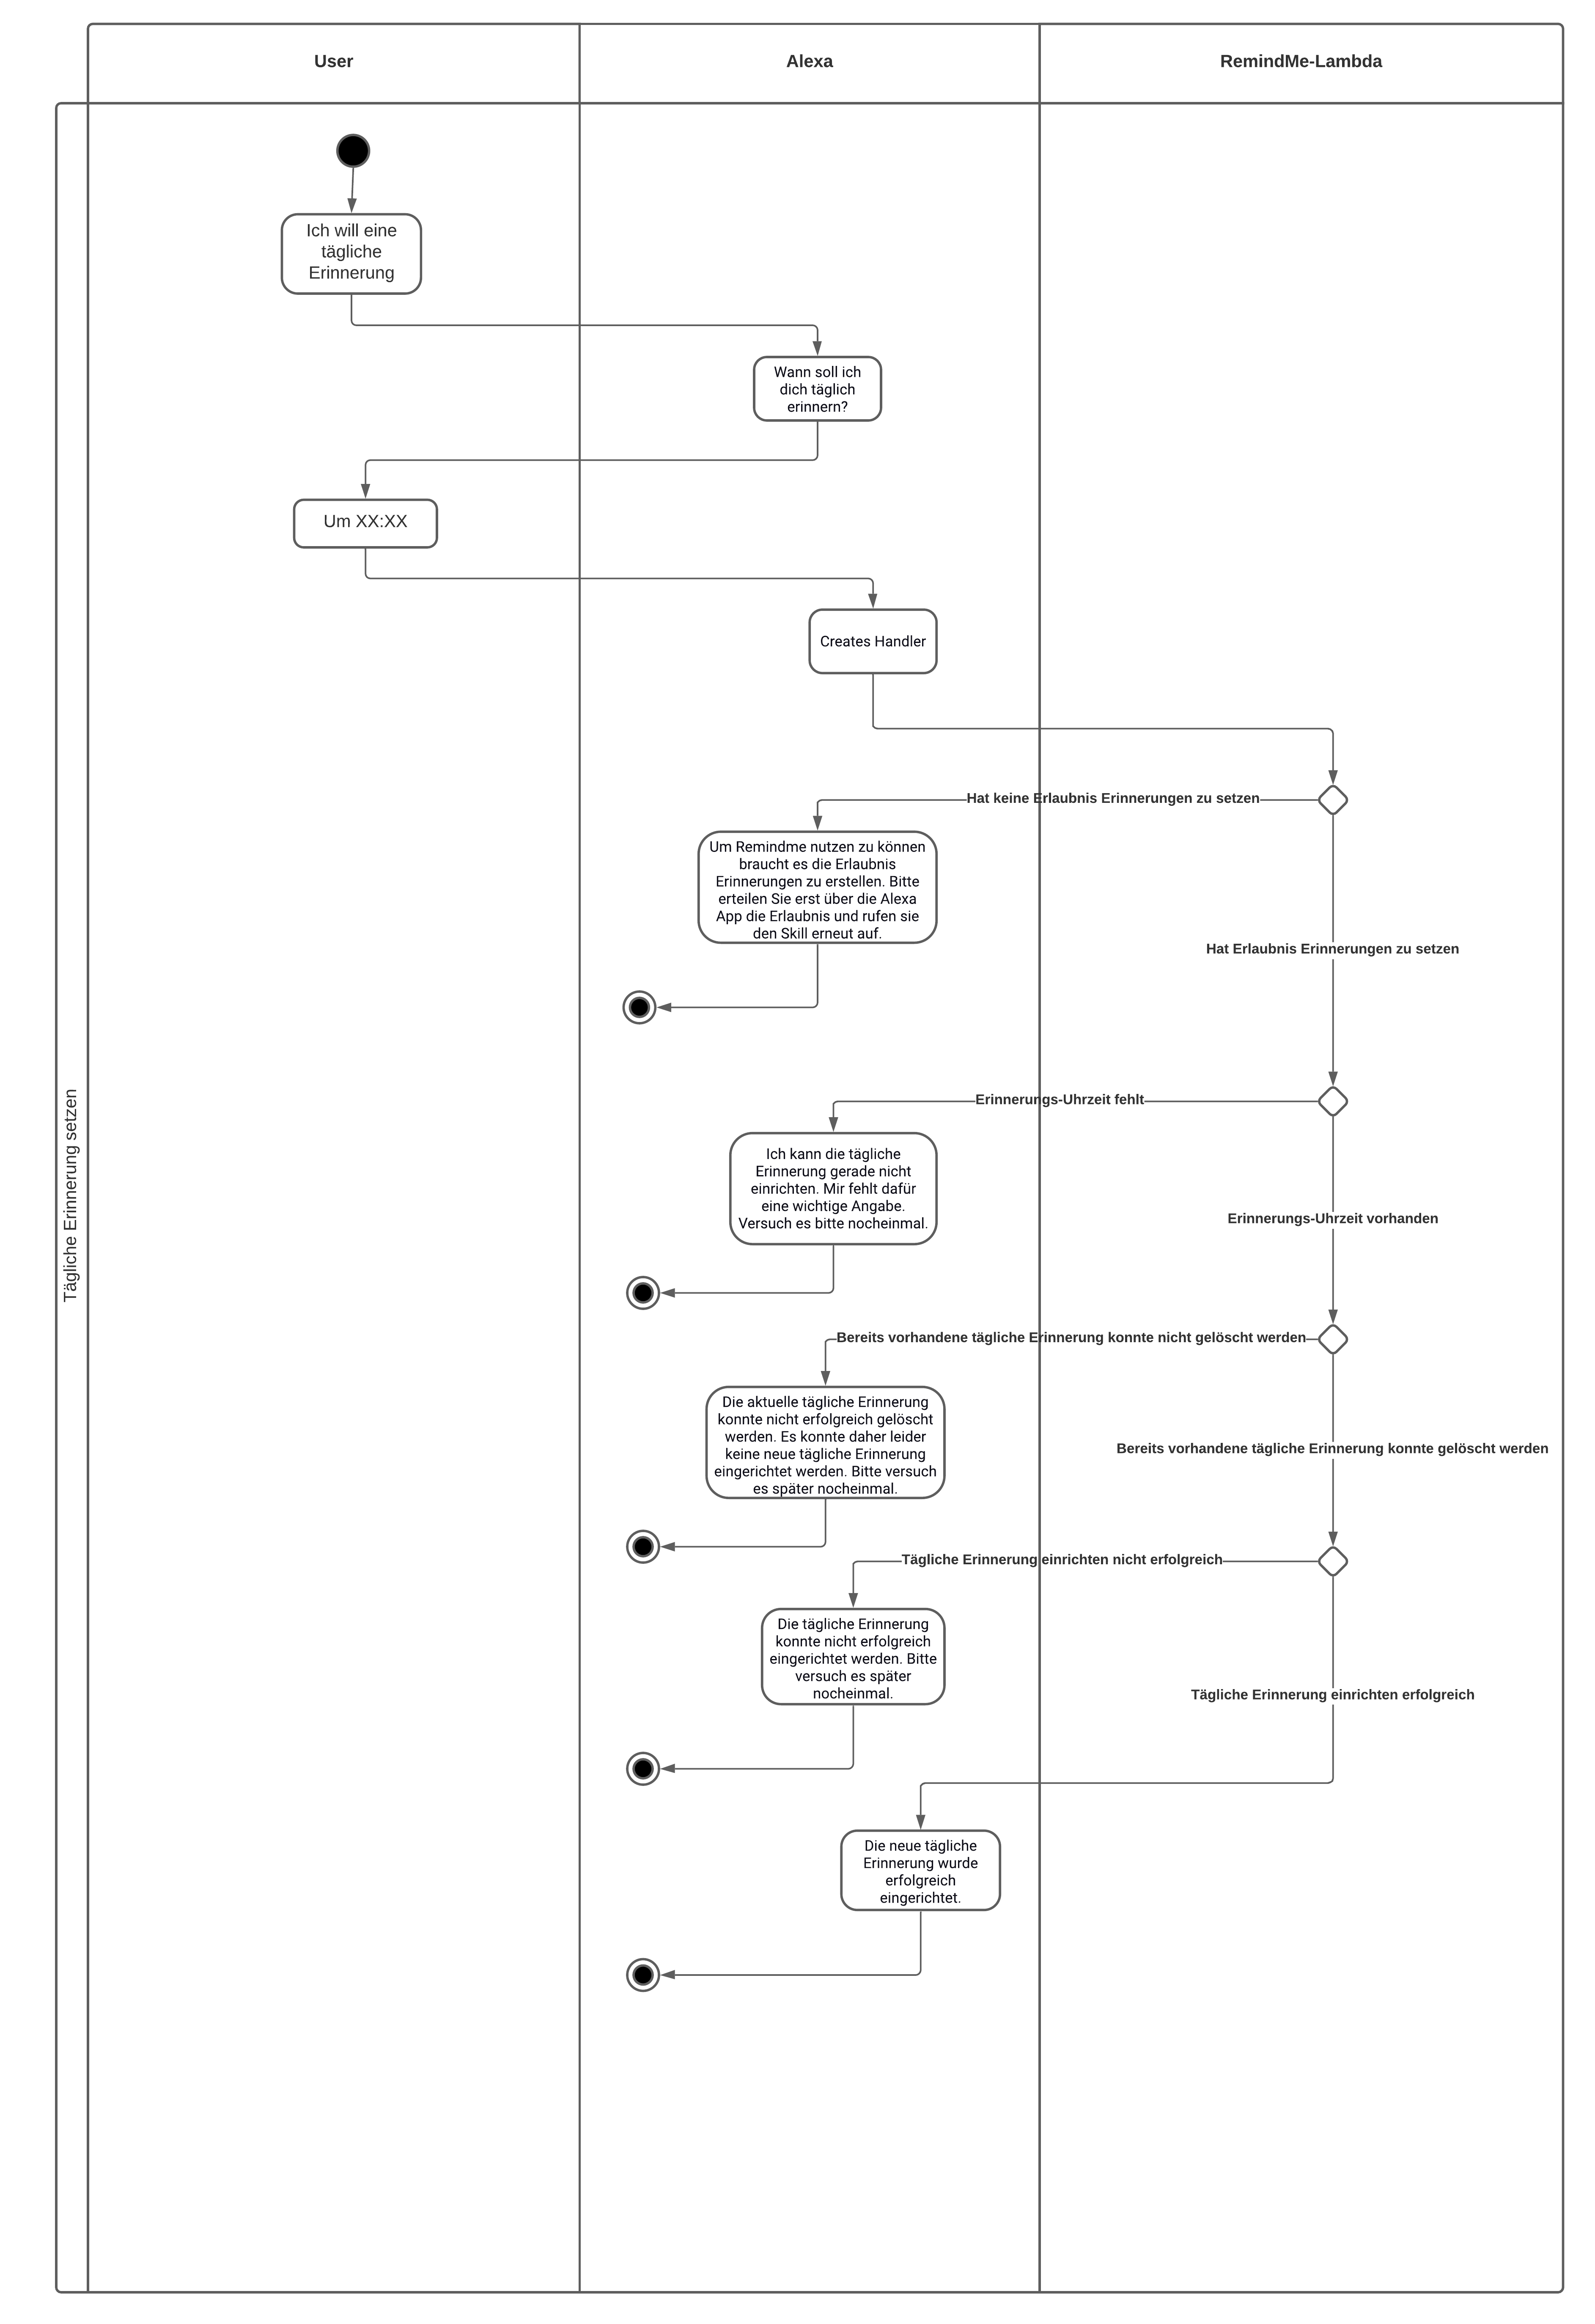 User
Alexa
RemindMe-Lambda
Tägliche Erinnerung setzen
Ich will eine
tägliche
Erinnerung
Wann soll ich
dich täglich
erinnern?
Um XX:XX
Creates Handler
Hat keine Erlaubnis Erinnerungen zu setzen
Um Remindme nutzen zu können
braucht es die Erlaubnis
Erinnerungen zu erstellen. Bitte
erteilen Sie erst über die Alexa
App die Erlaubnis und rufen sie
den Skill erneut auf.
Hat Erlaubnis Erinnerungen zu setzen
Erinnerungs-Uhrzeit fehlt
Ich kann die tägliche
Erinnerung gerade nicht
einrichten. Mir fehlt dafür
eine wichtige Angabe.
Versuch es bitte nocheinmal.
Erinnerungs-Uhrzeit vorhanden
Bereits vorhandene tägliche Erinnerung konnte nicht gelöscht werden
Die aktuelle tägliche Erinnerung
konnte nicht erfolgreich gelöscht
werden. Es konnte daher leider
keine neue tägliche Erinnerung
eingerichtet werden. Bitte versuch
es später nocheinmal.
Bereits vorhandene tägliche Erinnerung konnte gelöscht werden
Tägliche Erinnerung einrichten nicht erfolgreich
Die tägliche Erinnerung
konnte nicht erfolgreich
eingerichtet werden. Bitte
versuch es später
nocheinmal.
Tägliche Erinnerung einrichten erfolgreich
Die neue tägliche
Erinnerung wurde
erfolgreich
eingerichtet.